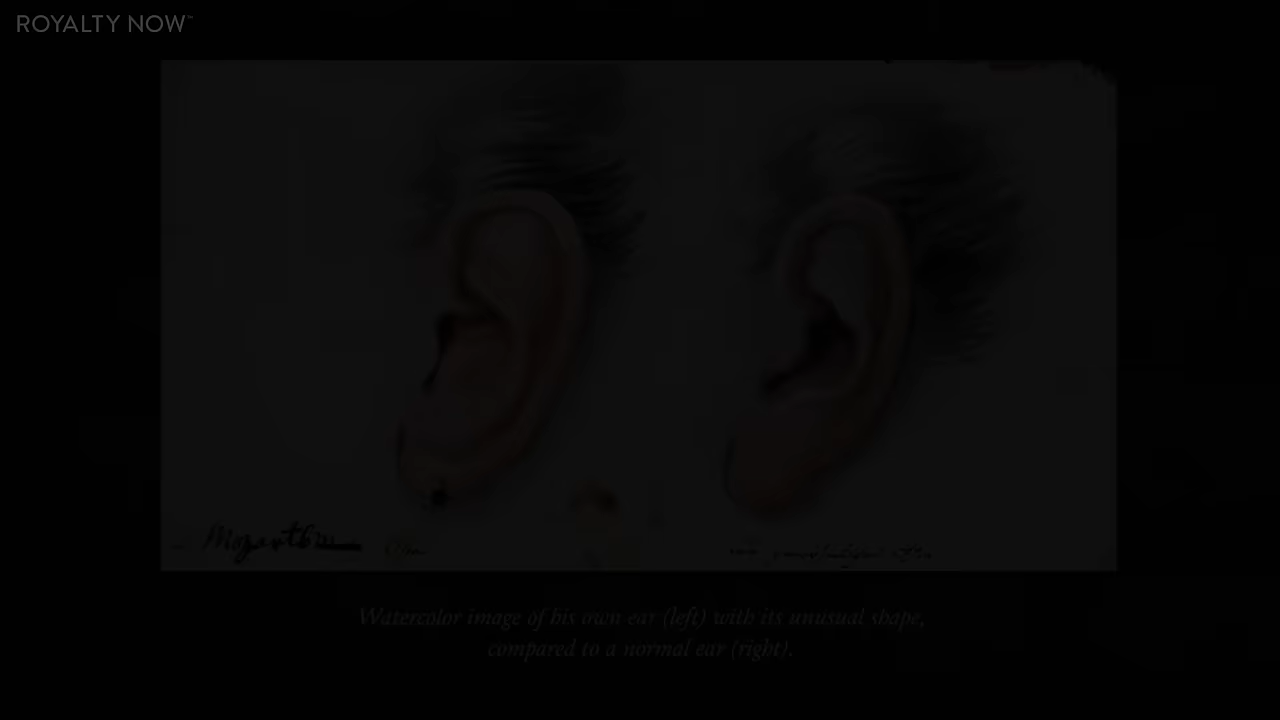 ROYALTY NOW™
Watercolor image of his own ear (left) with its unusual shape,
compared to a normal ear (right).